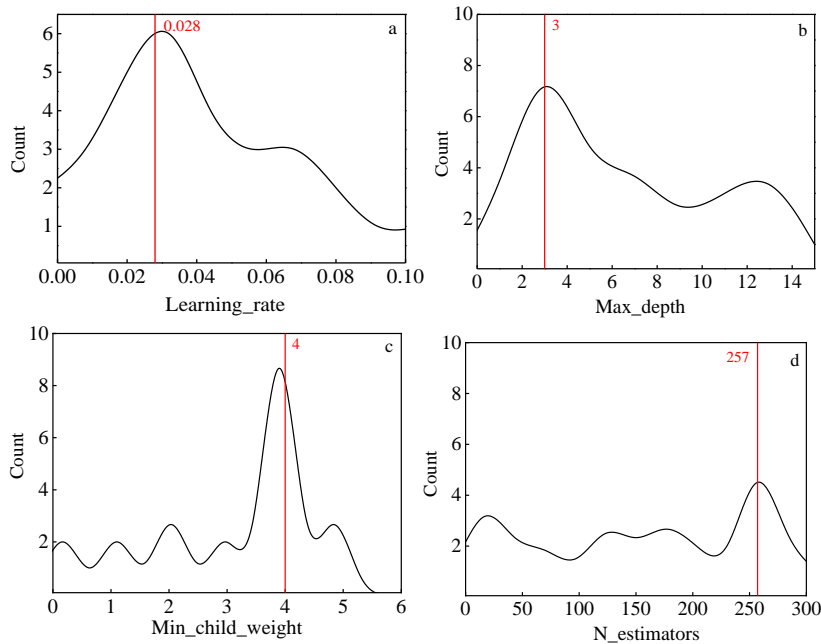 6
5
4
3
2
1
Count
0.028
a
0.00 0.02 0.04 0.06 0.08 0.10
Learning_rate
10
8
6
4
2
Count
3
b
0 2 4 6 8 10 12 14
Max_depth
10
8
6
4
2
Count
4
c
0 1 2 3 4 5 6
Min_child_weight
10
8
6
4
2
Count
257
d
0 50 100 150 200 250 300
N_estimators